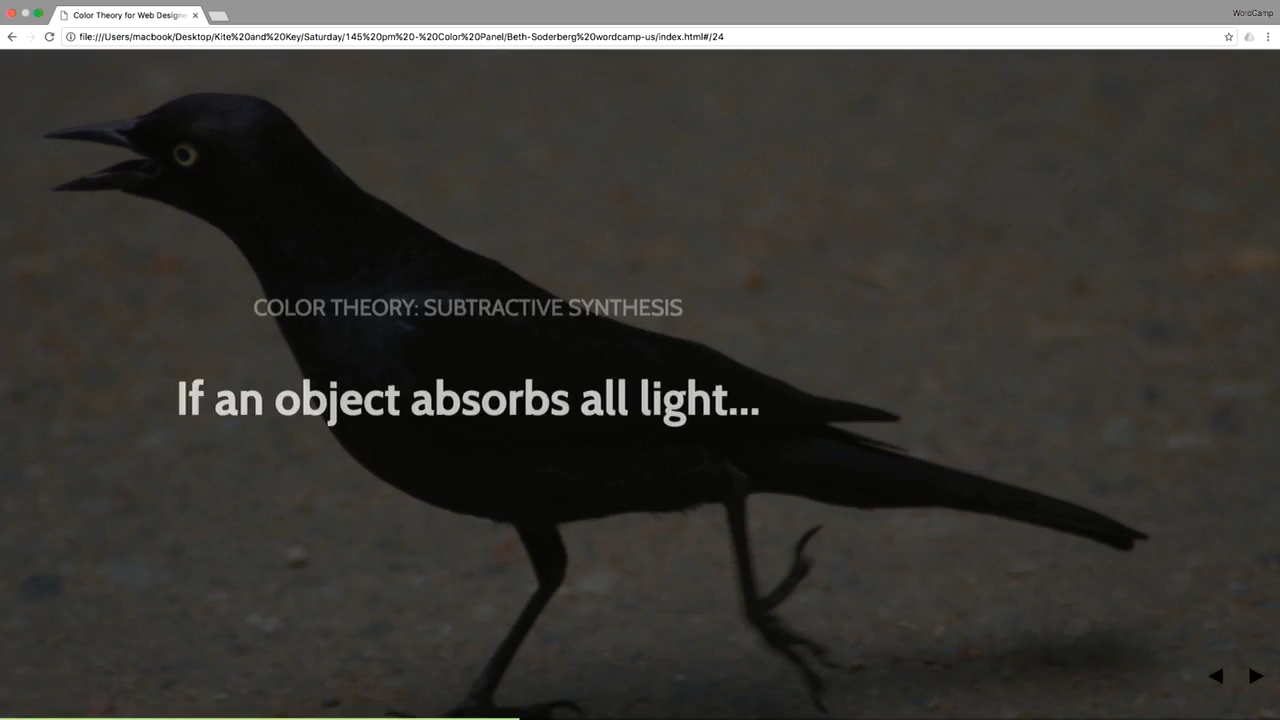 Color Theory for Web Designe
WordCamp
file:///Users/macbook/Desktop/Kite%20and%20Key/Saturday/145%20pm%20-%20Color%20Panel/Beth-Soderberg%20wordcamp-us/index.html#/24
COLOR THEORY: SUBTRACTIVE SYNTHESIS
If an object absorbs all light...